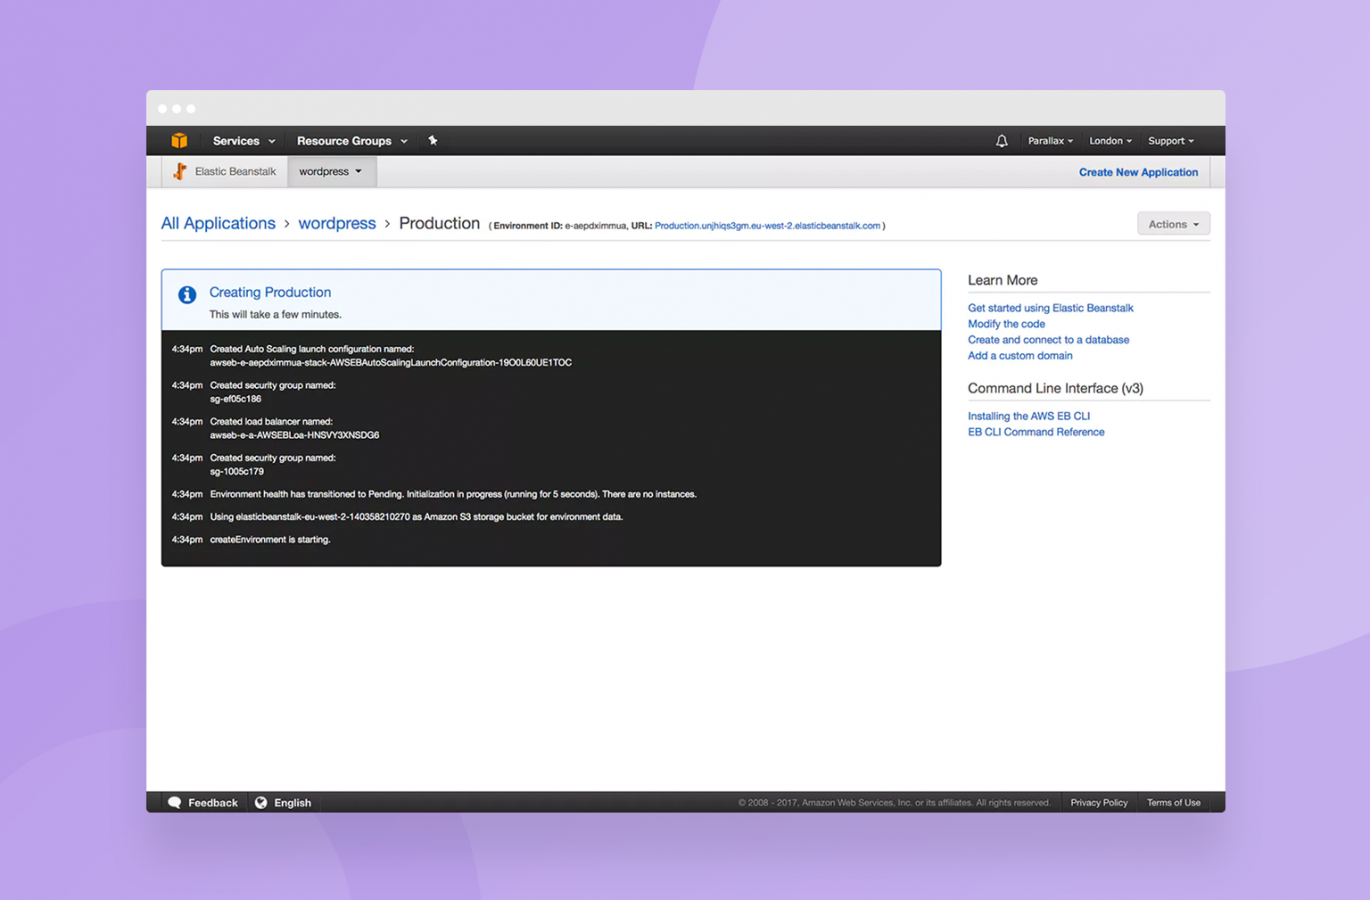 Services
Resource Groups
Parallax
London
Support
Elastic Beanstalk
wordpress
Create New Application
All Applications > wordpress > Production ( Environment ID: e-aepdximmua, URL: Production.unjhiqs3gm.eu-west-2.elasticbeanstalk.com )
Actions
Creating Production
This will take a few minutes.
4:34pm Created Auto Scaling launch configuration named:
awseb-e-aepdximmua-stack-AWSEBAutoScalingLaunchConfiguration-19O0L60UE1TOC
4:34pm Created security group named:
sg-ef05c186
4:34pm Created load balancer named:
awseb-e-a-AWSEBLoa-HNSVY3XNSDG6
4:34pm Created security group named:
sg-1005c179
4:34pm Environment health has transitioned to Pending. Initialization in progress (running for 5 seconds). There are no instances.
4:34pm Using elasticbeanstalk-eu-west-2-140358210270 as Amazon S3 storage bucket for environment data.
4:34pm createEnvironment is starting.
Learn More
Get started using Elastic Beanstalk
Modify the code
Create and connect to a database
Add a custom domain
Command Line Interface (v3)
Installing the AWS EB CLI
EB CLI Command Reference
Feedback
English
© 2008 - 2017, Amazon Web Services, Inc. or its affiliates. All rights reserved.
Privacy Policy
Terms of Use